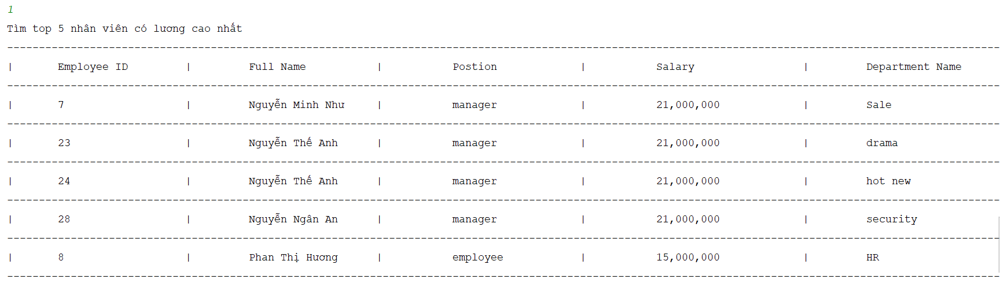 1
Tìm top 5 nhân viên có lương cao nhất
------------------------------------------------------------------------------------------------------------------------------------------------------------
| Employee ID | Full Name | Postion | Salary | Department Name
------------------------------------------------------------------------------------------------------------------------------------------------------------
| 7 | Nguyễn Minh Như | manager | 21,000,000 | Sale
------------------------------------------------------------------------------------------------------------------------------------------------------------
| 23 | Nguyễn Thế Anh | manager | 21,000,000 | drama
------------------------------------------------------------------------------------------------------------------------------------------------------------
| 24 | Nguyễn Thế Anh | manager | 21,000,000 | hot new
------------------------------------------------------------------------------------------------------------------------------------------------------------
| 28 | Nguyễn Ngân An | manager | 21,000,000 | security
------------------------------------------------------------------------------------------------------------------------------------------------------------
| 8 | Phan Thị Hương | employee | 15,000,000 | HR
------------------------------------------------------------------------------------------------------------------------------------------------------------